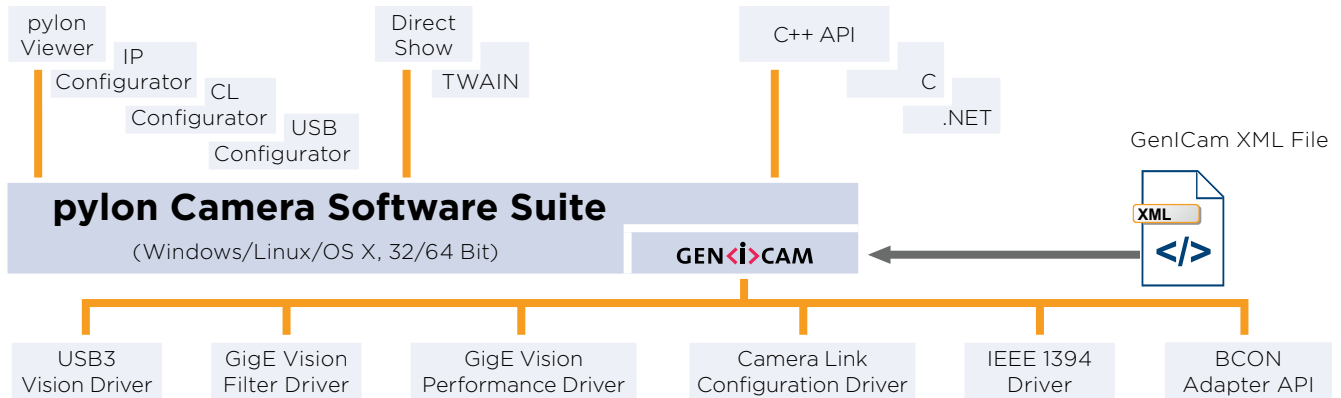 pylon
Viewer
IP
Configurator
CL
Configurator
USB
Configurator
Direct
Show
TWAIN
C++ API
C
.NET
GenICam XML File
XML
</>
pylon Camera Software Suite
(Windows/Linux/OS X, 32/64 Bit)
GEN<i>CAM
USB3
Vision Driver
GigE Vision
Filter Driver
GigE Vision
Performance Driver
Camera Link
Configuration Driver
IEEE 1394
Driver
BCON
Adapter API